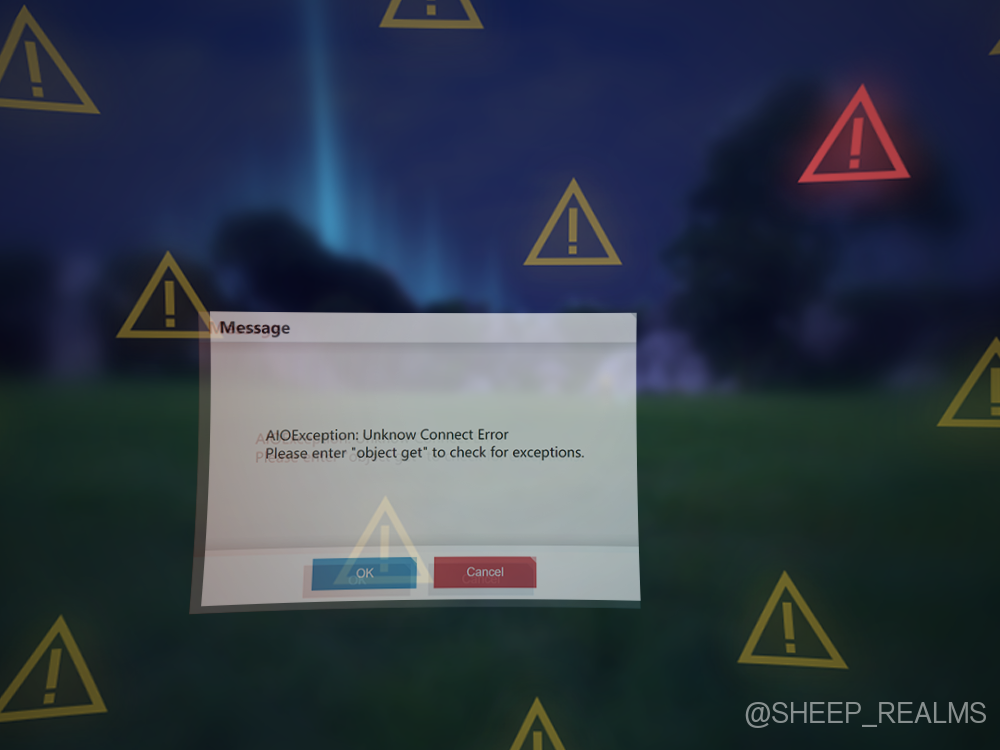 Message
AIOException: Unknow Connect Error
Please enter "object get" to check for exceptions.
OK
Cancel
@SHEEP_REALMS